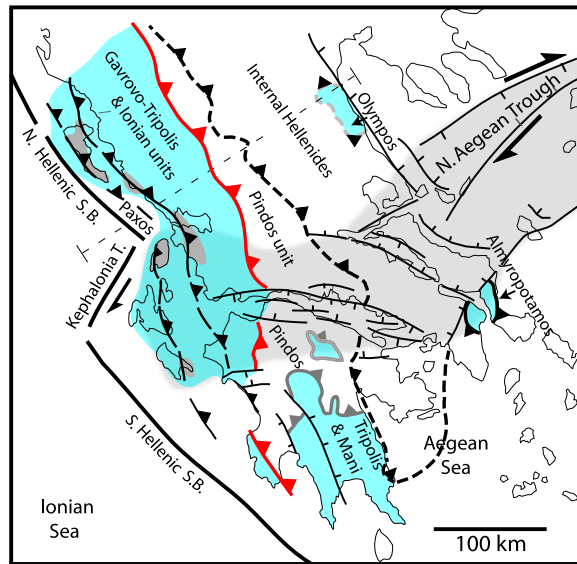 Gavrovo-Tripolis
& Ionian units
Internal Hellenides
Olympos
N. Aegean Trough
N. Hellenic S.B.
Paxos
Pindos unit
Kephalonia T.
Almyropotamos
Pindos
Tripolis
& Mani
Aegean
Sea
S. Hellenic S.B.
Ionian
Sea
100 km